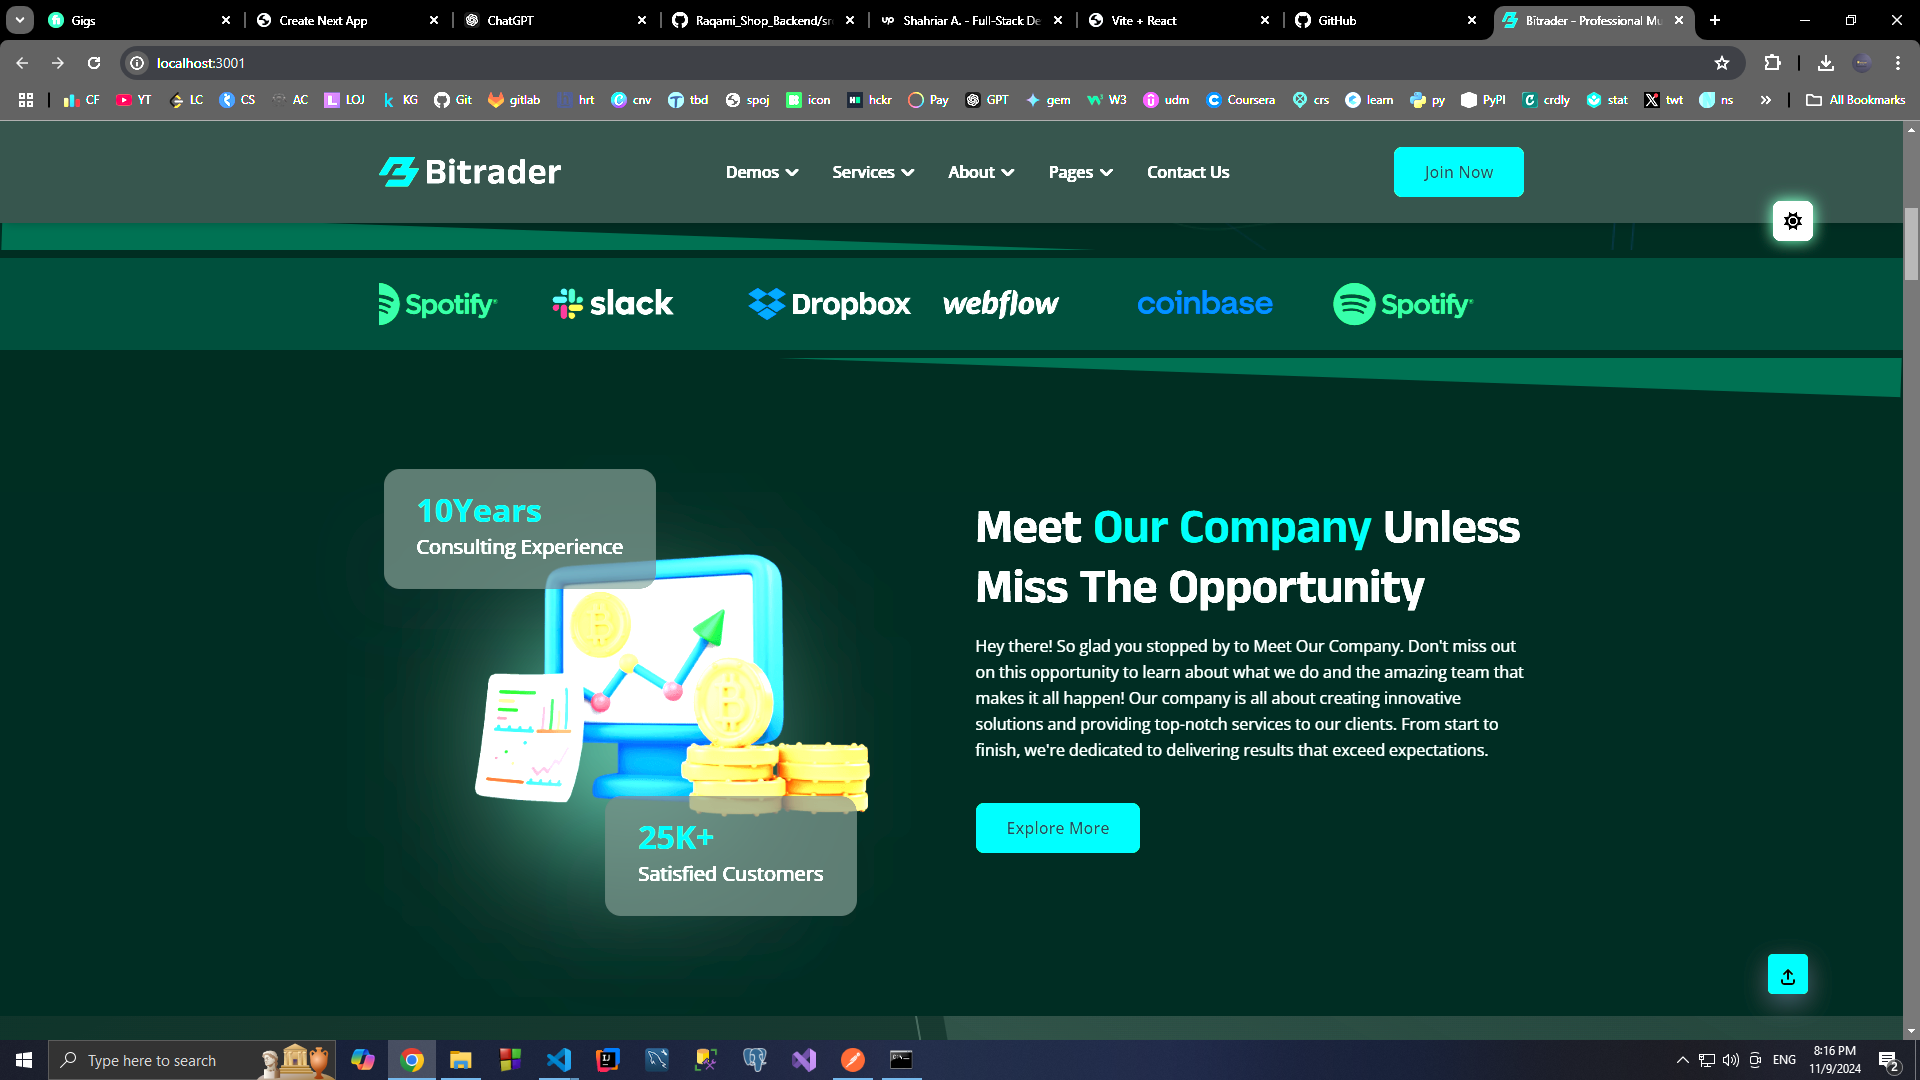 Gigs
Create Next App
ChatGPT
Raqami_Shop_Backend/sr
Shahriar A. - Full-Stack De
Vite + React
GitHub
Bitrader - Professional Mu
localhost:3001
CF
YT
LC
CS
AC
LOJ
KG
Git
gitlab
hrt
cnv
tbd
spoj
icon
hckr
Pay
GPT
gem
W3
udm
Coursera
crs
learn
py
PyPI
crdly
stat
twt
ns
All Bookmarks
Bitrader
Demos
Services
About
Pages
Contact Us
Join Now
Spotify
slack
Dropbox
webflow
coinbase
Spotify
10Years
Consulting Experience
25K+
Satisfied Customers
Meet Our Company Unless
Miss The Opportunity
Hey there! So glad you stopped by to Meet Our Company. Don't miss out
on this opportunity to learn about what we do and the amazing team that
makes it all happen! Our company is all about creating innovative
solutions and providing top-notch services to our clients. From start to
finish, we're dedicated to delivering results that exceed expectations.
Explore More
Type here to search
ENG
8:16 PM
11/9/2024
2